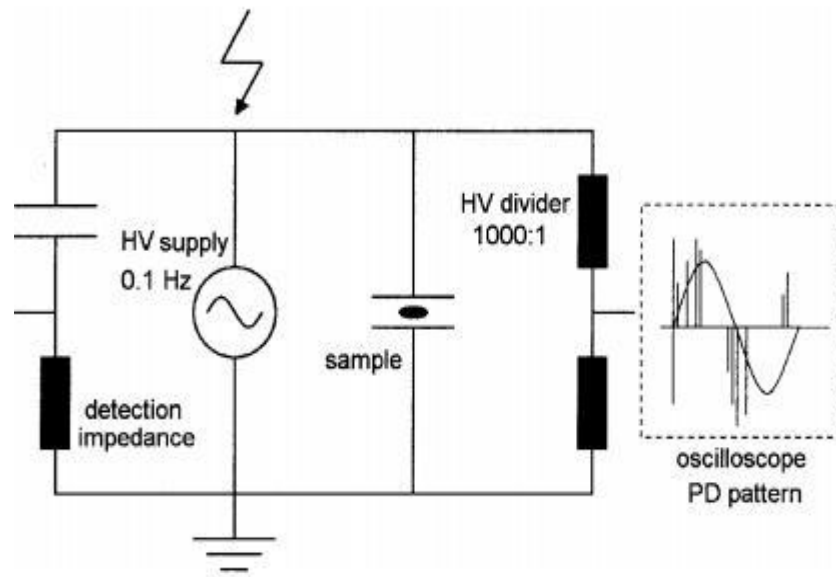 HV supply
0.1 Hz
HV divider
1000:1
sample
detection
impedance
oscilloscope
PD pattern